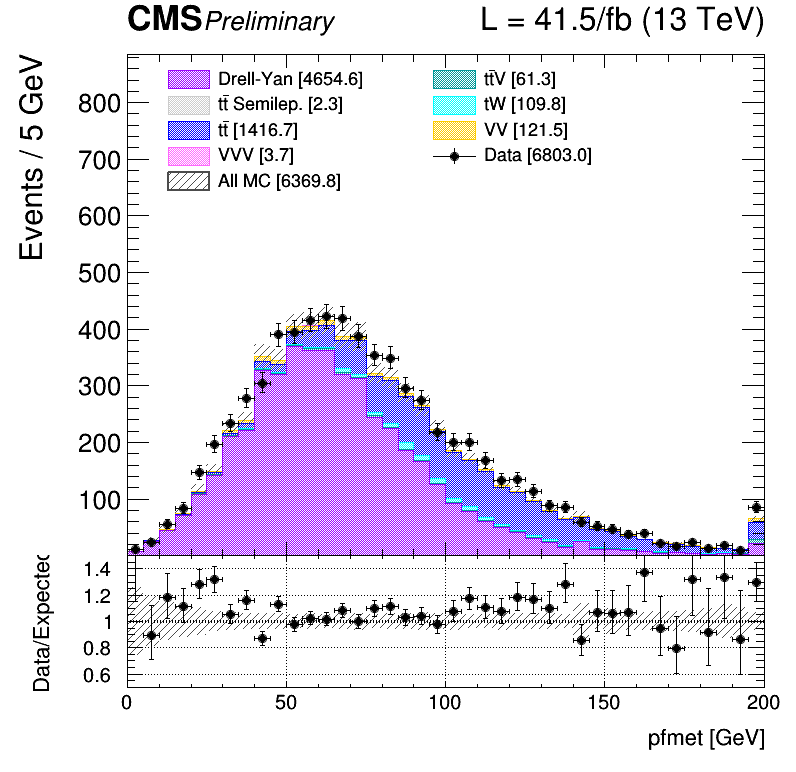 CMS Preliminary L = 41.5/fb (13 TeV)
Events / 5 GeV
800
700
600
500
400
300
200
100
Drell-Yan [4654.6]
tt̄ Semilep. [2.3]
tt̄ [1416.7]
VVV [3.7]
All MC [6369.8]
tt̄V [61.3]
tW [109.8]
VV [121.5]
Data [6803.0]
Data/Expected
1.4
1.2
1
0.8
0.6
0 50 100 150 200
pfmet [GeV]